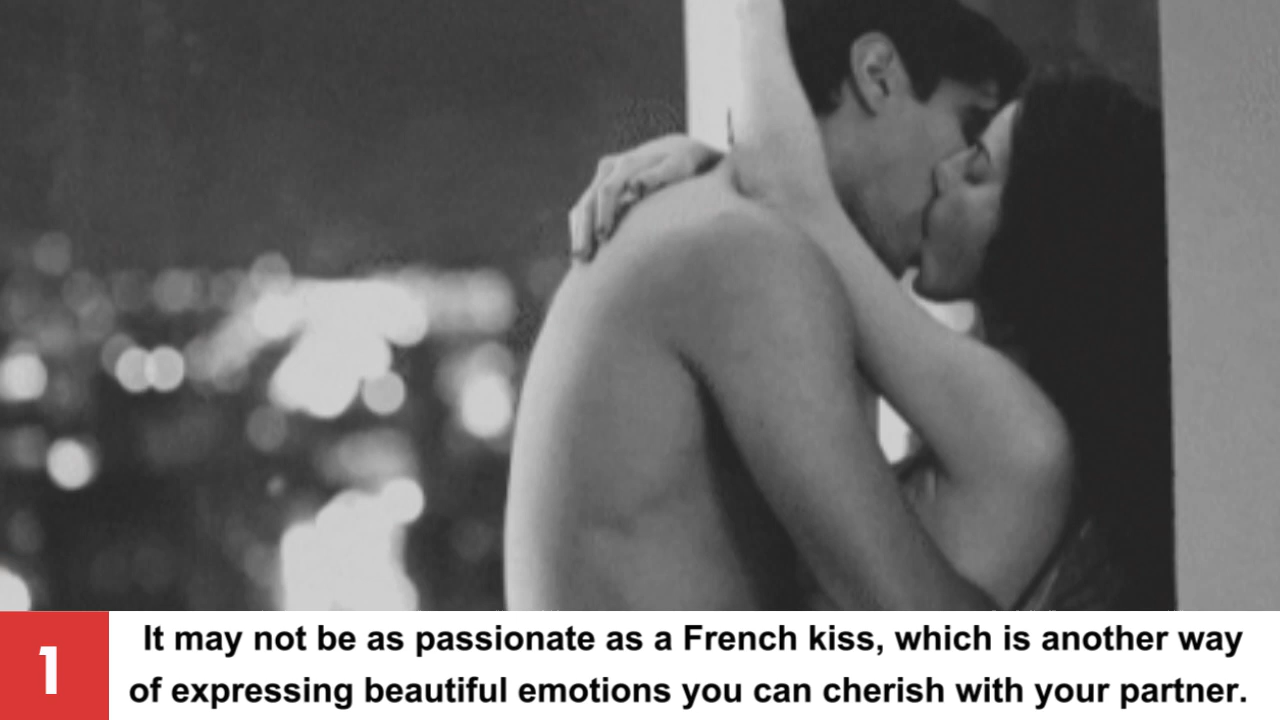 1
It may not be as passionate as a French kiss, which is another way
of expressing beautiful emotions you can cherish with your partner.